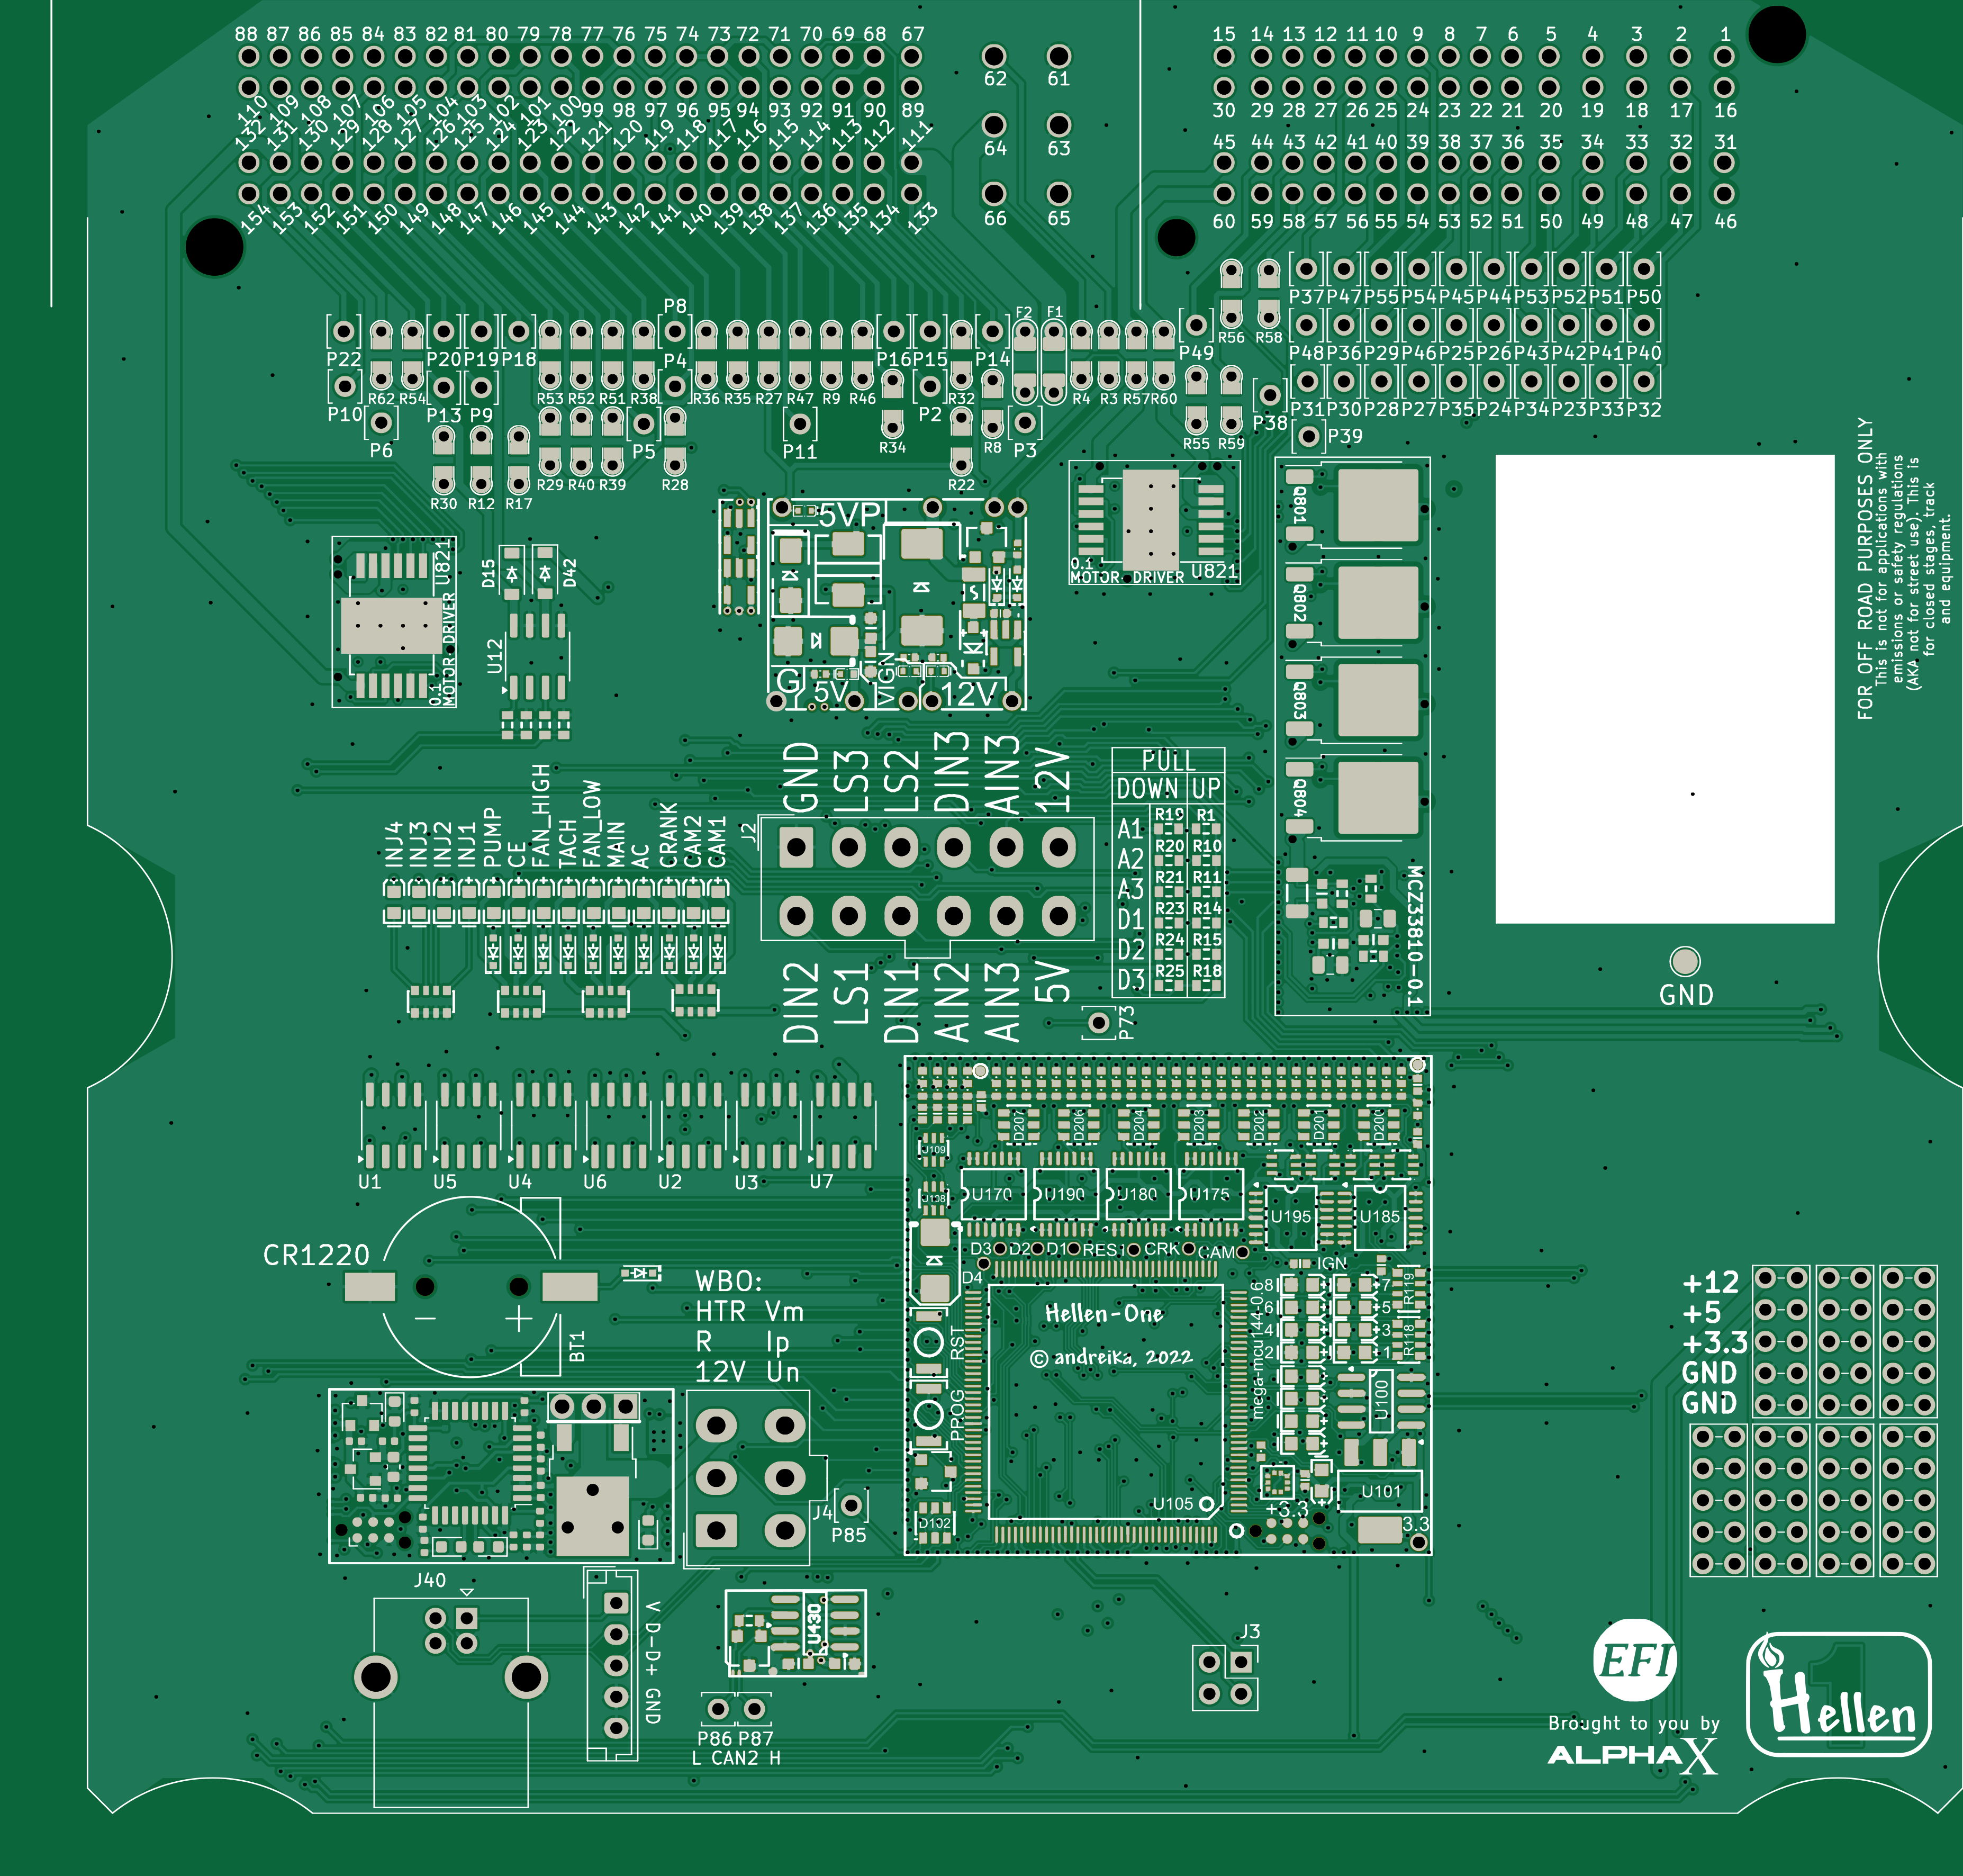 88 87 86 85 84 83 82 81 80 79 78 77 76 75 74 73 72 71 70 69 68 67
62 61
15 14 13 12 11 10 9 8 7 6 5 4 3 2 1
110 109 108 107 106 105 104 103 102 101 100 99 98 97 96 95 94 93 92 91 90 89
30 29 28 27 26 25 24 23 22 21 20 19 18 17 16
132 131 130 129 128 127 126 125 124 123 122 121 120 119 118 117 116 115 114 113 112 111
64 63
45 44 43 42 41 40 39 38 37 36 35 34 33 32 31
154 153 152 151 150 149 148 147 146 145 144 143 142 141 140 139 138 137 136 135 134 133
66 65
60 59 58 57 56 55 54 53 52 51 50 49 48 47 46
P37 P47 P55 P54 P45 P44 P53 P52 P51 P50
P8
F2 F1
R56 R58
P22 P20 P19 P18 P4 P16 P15 P14 P49
P48 P36 P29 P46 P25 P26 P43 P42 P41 P40
R62 R54 R53 R52 R51 R38 R36 R35 R27 R47 R9 R46 R32 R4 R3 R57 R60
P10 P13 P9 P2
P31 P30 P28 P27 P35 P24 P34 P23 P33 P32
P6 P5 P11 R34 R8 P3 R55 R59 P38 P39
R30 R12 R17 R29 R40 R39 R28 R22
FOR OFF ROAD PURPOSES ONLY
This is not for applications with
emissions or safety regulations
(AKA not for street use). This is
for closed stages, track
and equipment.
0.1
MOTOR DRIVER U821
D15 D42
U12
5VP
G 5V VIGN 12V
0.1
MOTOR DRIVER U821
Q801
Q802
Q803
Q804
MCZ33810-0.1
GND LS3 LS2 DIN3 AIN3 12V
J2
DIN2 LS1 DIN1 AIN2 AIN3 5V
PULL
DOWN UP
A1 R19 R1
A2 R20 R10
A3 R21 R11
D1 R23 R14
D2 R24 R15
D3 R25 R18
P73
GND
INJ4 INJ3 INJ2 INJ1 PUMP CE FAN_HIGH TACH FAN_LOW MAIN AC CRANK CAM2 CAM1
U1 U5 U4 U6 U2 U3 U7
D207 D206 D204 D203 D202 D201 D200
J109
J108
U170 U190 U180 U175
U195 U185
D3 D2 D1 REST CRK CAM
D4
IGN
8 7
6 5
4 3
2 1
R119
R118
mega-mcu144-0.6
Hellen-One
© andreika, 2022
RST
PROG
U100
U105
U101
D102
+3.3
3.3
CR1220
BT1
WBO:
HTR Vm
R Ip
12V Un
J4
P85
+12
+5
+3.3
GND
GND
J40
V D- D+ GND
U430
P86 P87
L CAN2 H
J3
EFI
Brought to you by
ALPHAX
1
Hellen